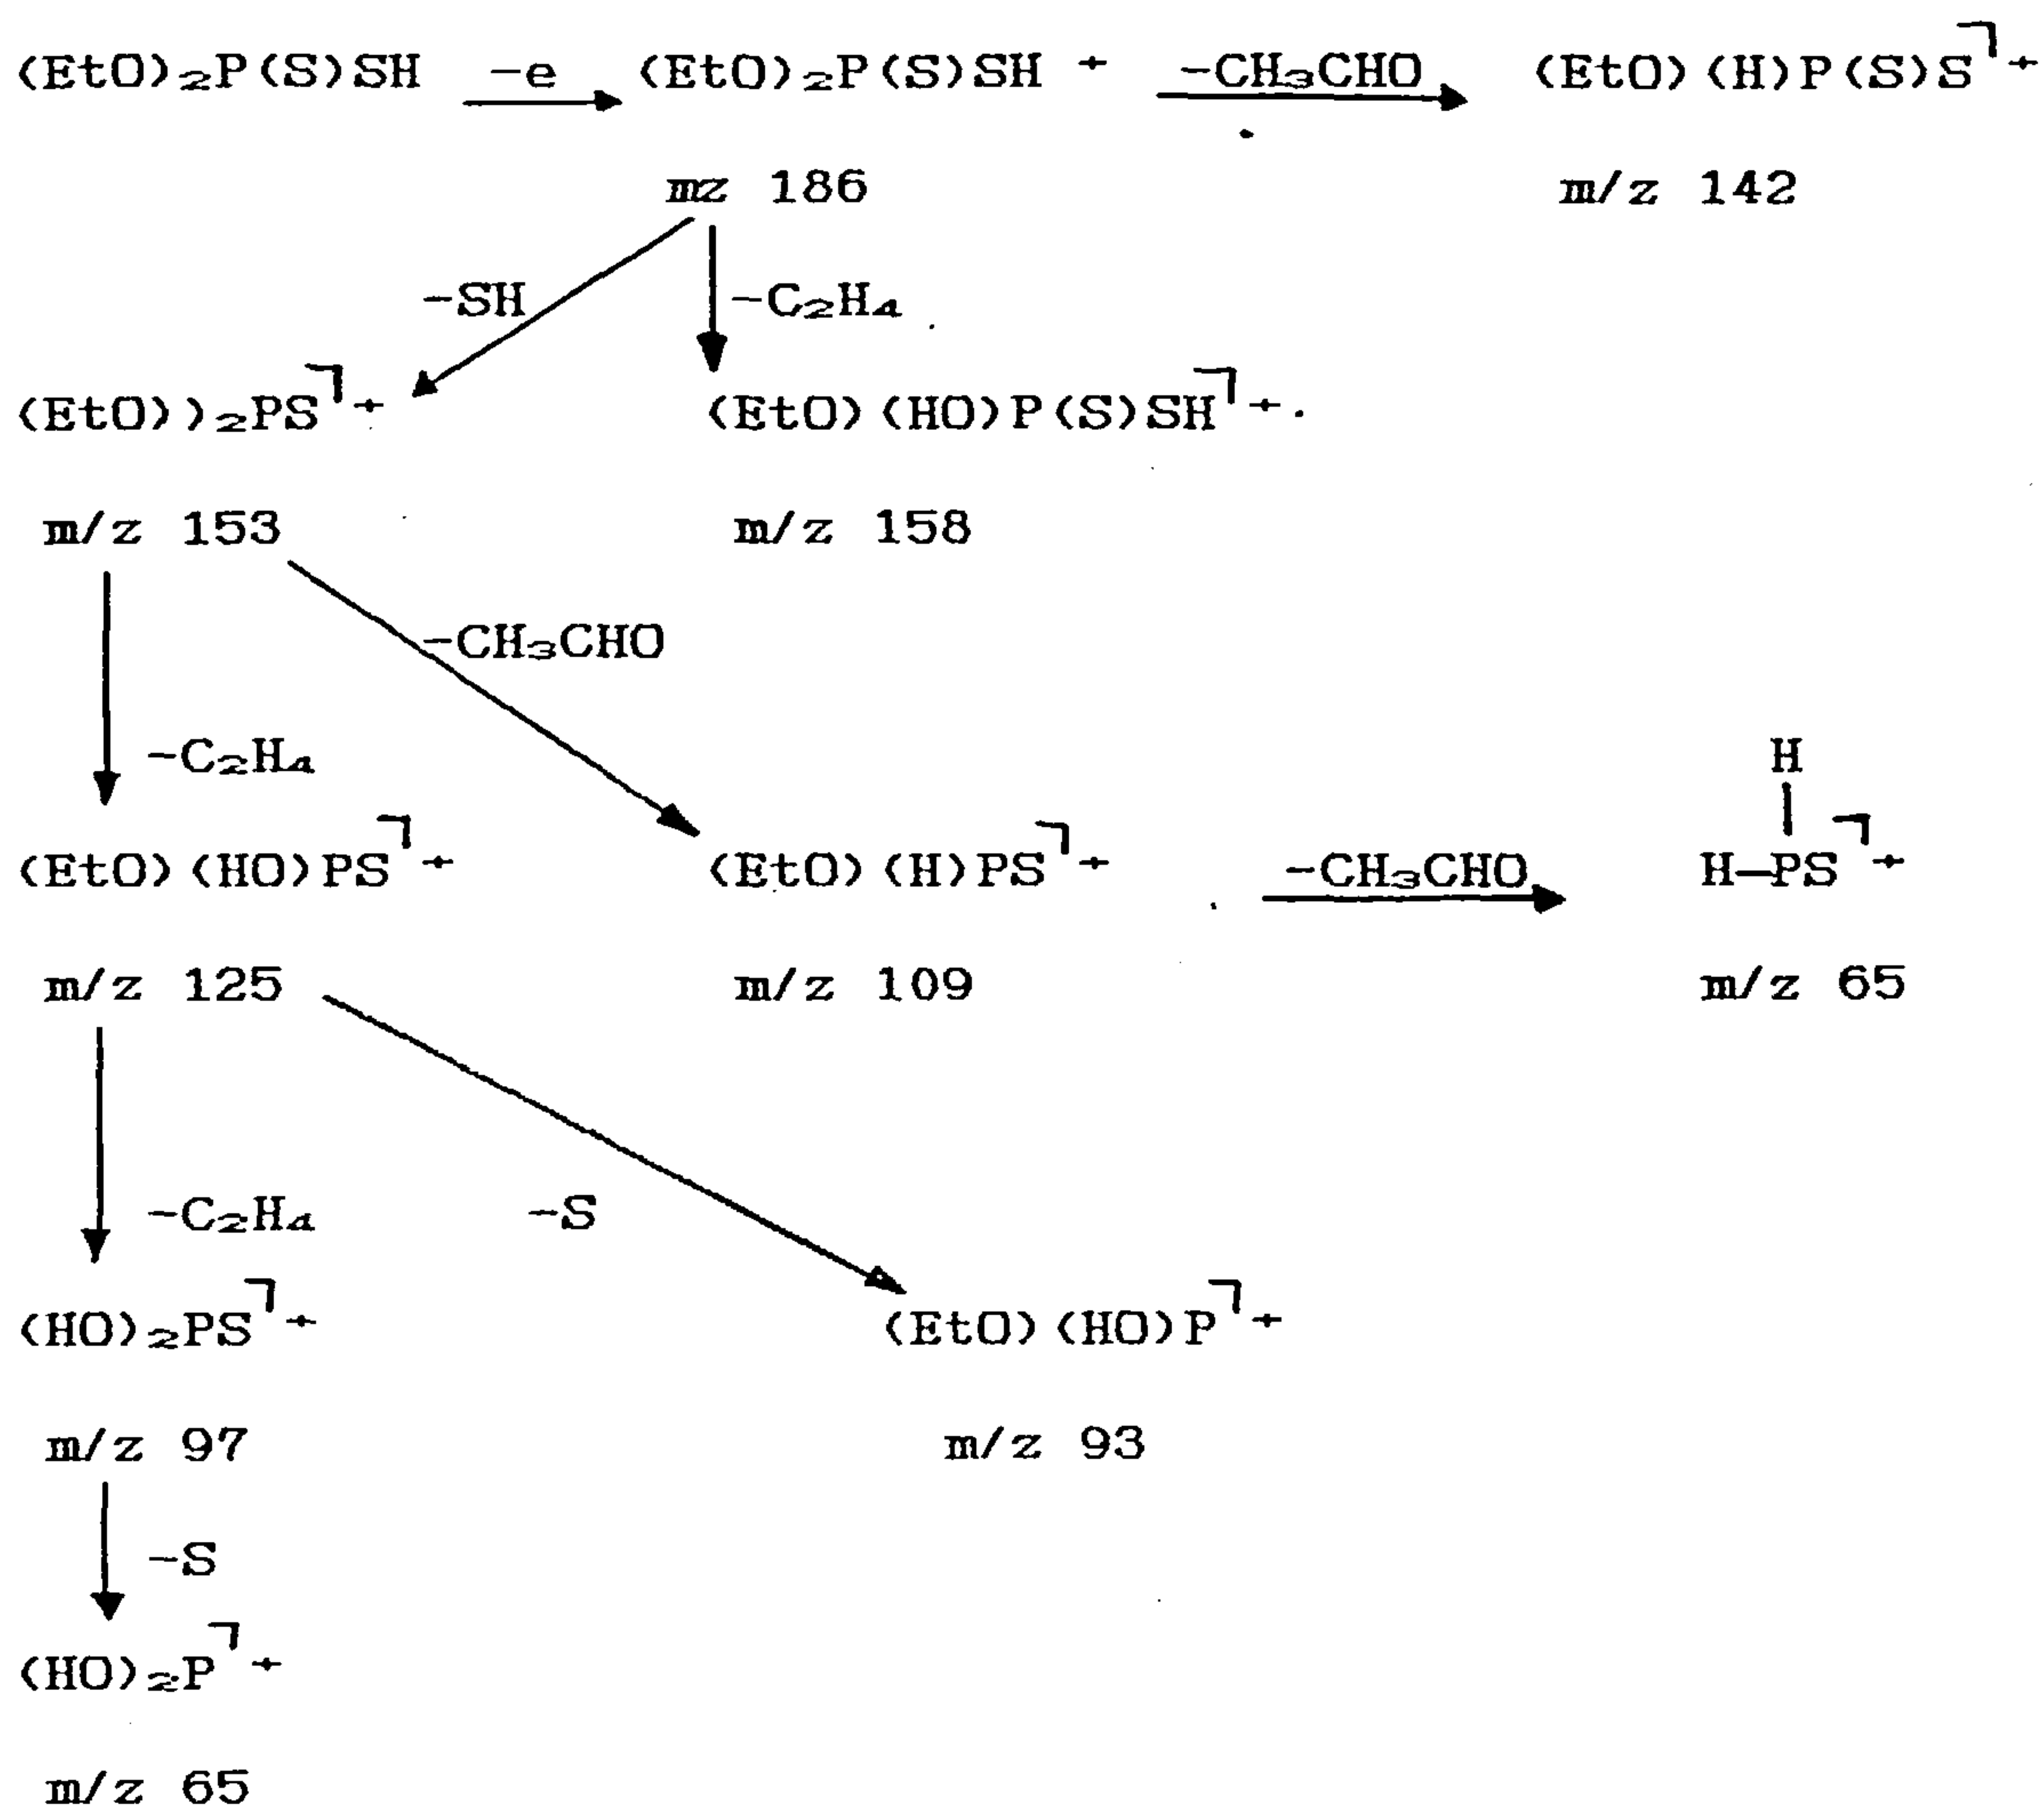 (EtO)₂P(S)SH -e (EtO)₂P(S)SH + -CH₃CHO (EtO)(H)P(S)S⁊+
mz 186 m/z 142
-SH -C₂H₄
(EtO))₂PS⁊+ (EtO)(HO)P(S)SH⁊+.
m/z 153 m/z 158
-CH₃CHO
-C₂H₄ H
(EtO)(HO)PS⁊+ (EtO)(H)PS⁊+ -CH₃CHO H-PS⁊+
m/z 125 m/z 109 m/z 65
-C₂H₄ -S
(HO)₂PS⁊+ (EtO)(HO)P⁊+
m/z 97 m/z 93
-S
(HO)₂P⁊+
m/z 65